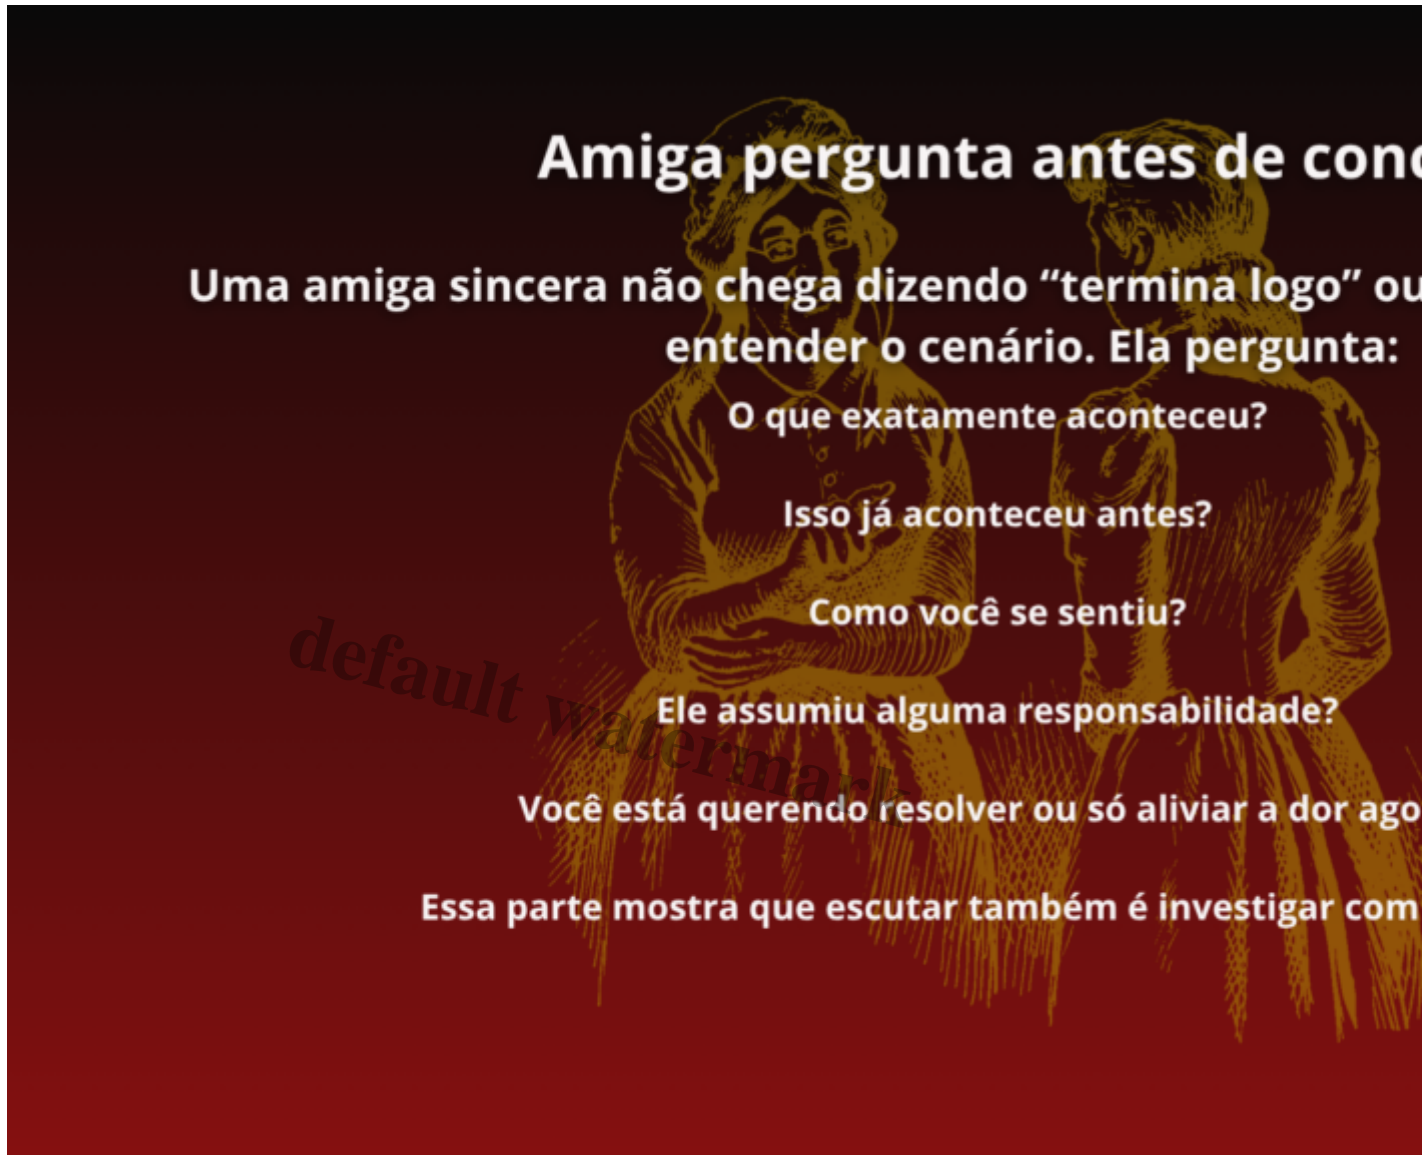 Amiga pergunta antes de
Uma amiga sincera não chega dizendo “termina logo” ou
entender o cenário. Ela pergunta:
O que exatamente aconteceu?
Isso já aconteceu antes?
Como você se sentiu?
Ele assumiu alguma responsabilidade?
default watermark
Você está querendo resolver ou só aliviar a dor
Essa parte mostra que escutar também é investigar com